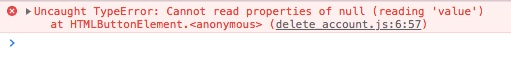 Uncaught TypeError: Cannot read properties of null (reading 'value')
at HTMLButtonElement.<anonymous> (delete_account.js:6:57)